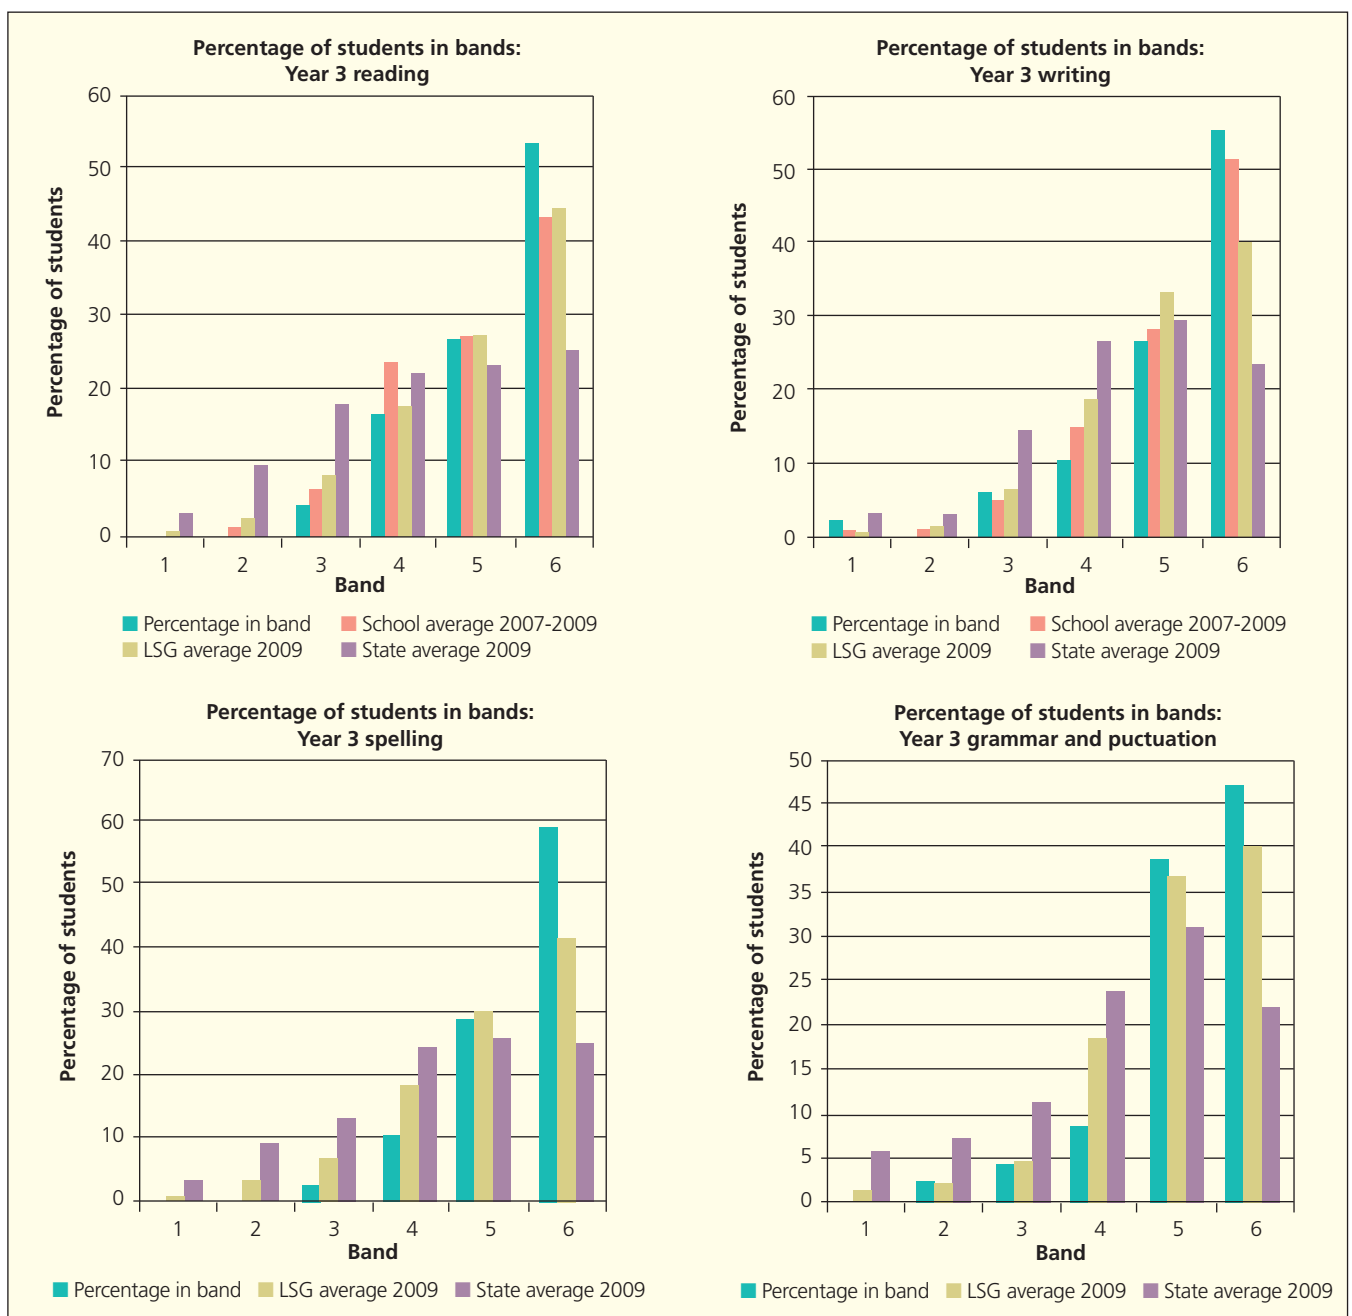 Percentage of students in bands:
Year 3 reading
Percentage of students
60
50
40
30
20
10
0
1 2 3 4 5 6
Band
Percentage in band School average 2007-2009
LSG average 2009 State average 2009
Percentage of students in bands:
Year 3 writing
Percentage of students
60
50
40
30
20
10
0
1 2 3 4 5 6
Band
Percentage in band School average 2007-2009
LSG average 2009 State average 2009
Percentage of students in bands:
Year 3 spelling
Percentage of students
70
60
50
40
30
20
10
0
1 2 3 4 5 6
Band
Percentage in band LSG average 2009 State average 2009
Percentage of students in bands:
Year 3 grammar and puctuation
Percentage of students
50
45
40
35
30
25
20
15
10
5
0
1 2 3 4 5 6
Band
Percentage in band LSG average 2009 State average 2009